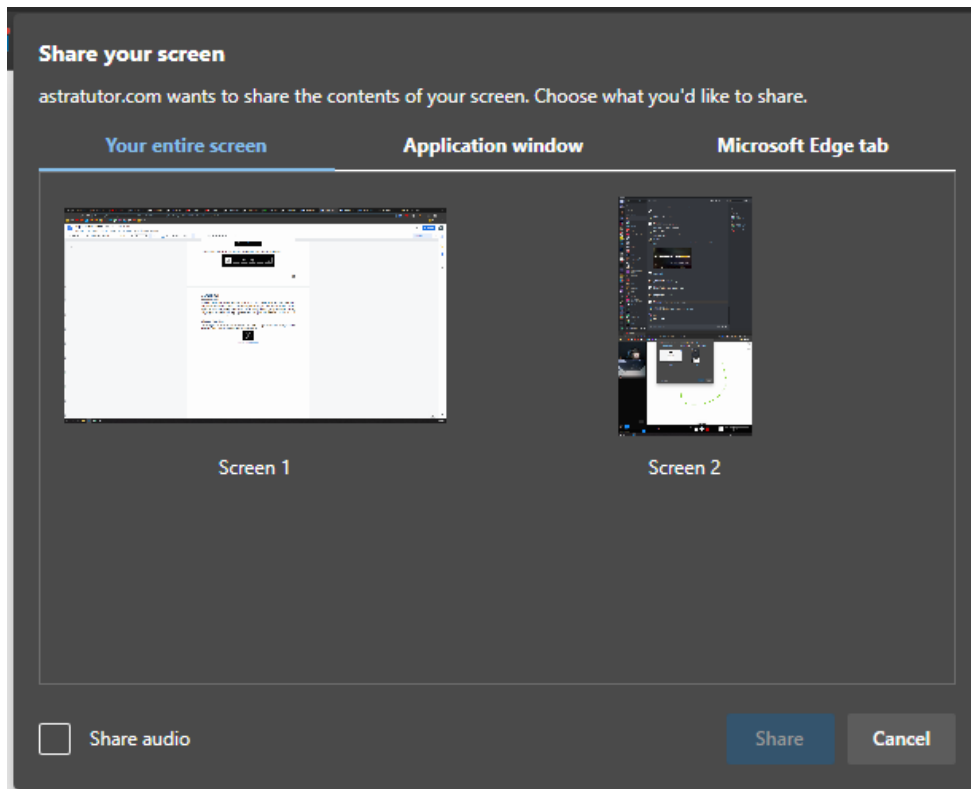 Share your screen
astratutor.com wants to share the contents of your screen. Choose what you'd like to share.
Your entire screen
Application window
Microsoft Edge tab
Screen 1
Screen 2
Share audio
Share
Cancel